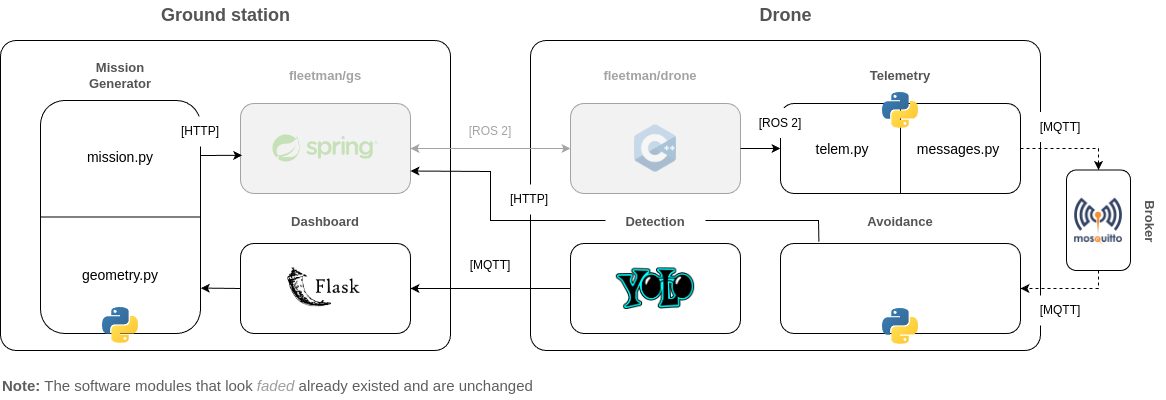 Ground station
Drone
Mission
Generator
fleetman/gs
fleetman/drone
Telemetry
[HTTP]
[ROS 2]
[ROS 2]
[MQTT]
mission.py
spring
C
telem.py
messages.py
[HTTP]
Dashboard
Detection
Avoidance
mosquitto
Broker
geometry.py
Flask
[MQTT]
YOLO
[MQTT]
Note: The software modules that look faded already existed and are unchanged